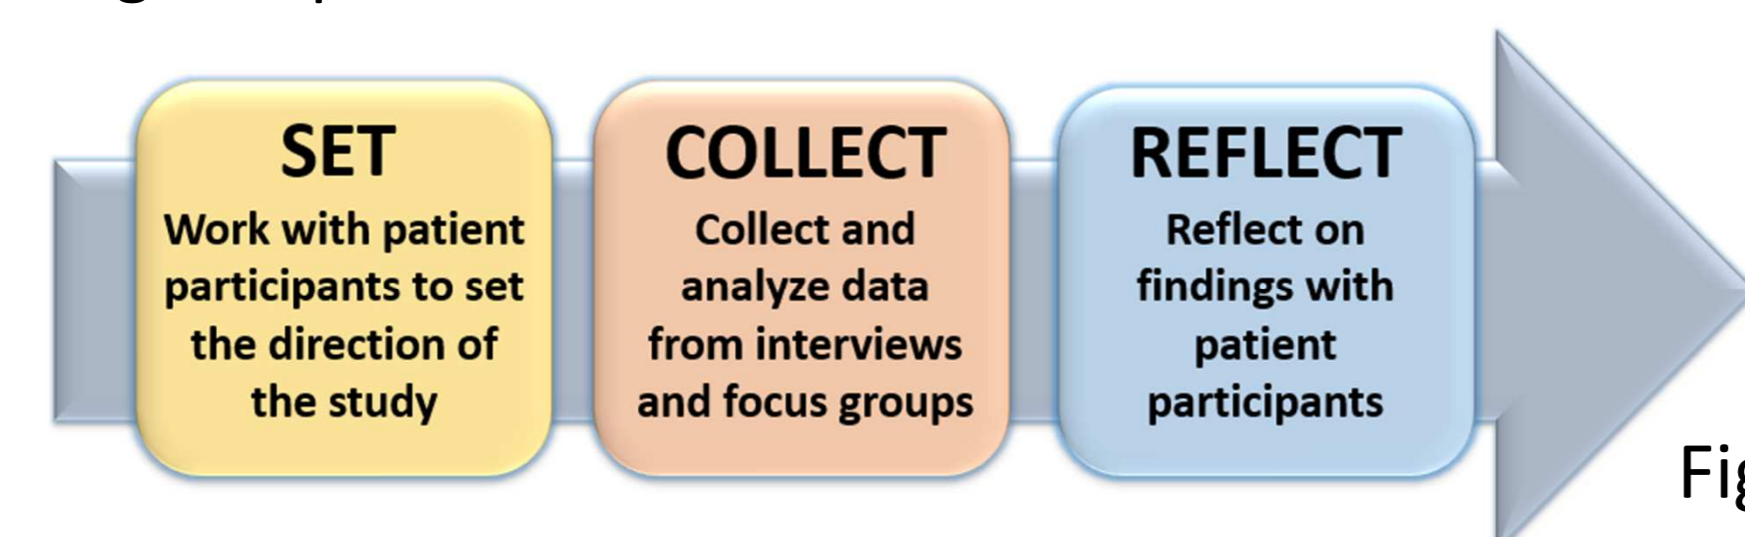 SET
Work with patient
participants to set
the direction of
the study
COLLECT
Collect and
analyze data
from interviews
and focus groups
REFLECT
Reflect on
findings with
patient
participants